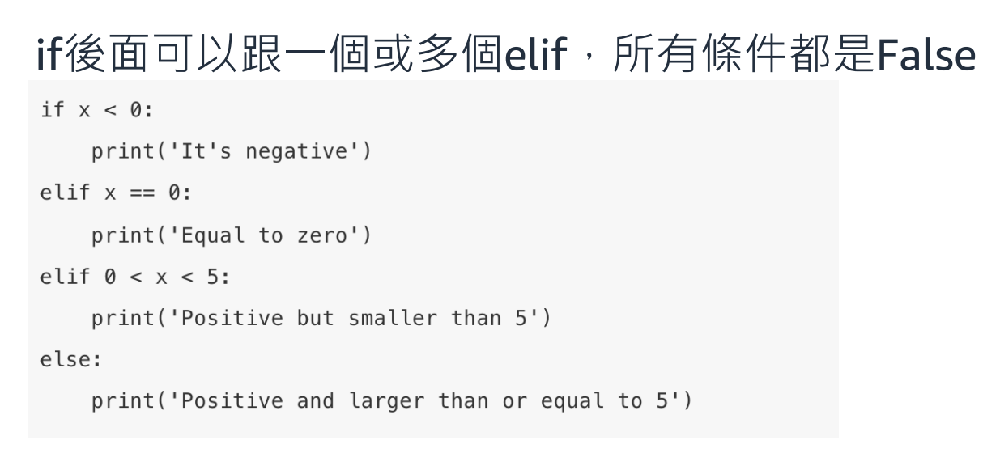 if後面可以跟一個或多個elif，所有條件都是False
if x < 0:
    print('It's negative')
elif x == 0:
    print('Equal to zero')
elif 0 < x < 5:
    print('Positive but smaller than 5')
else:
    print('Positive and larger than or equal to 5')